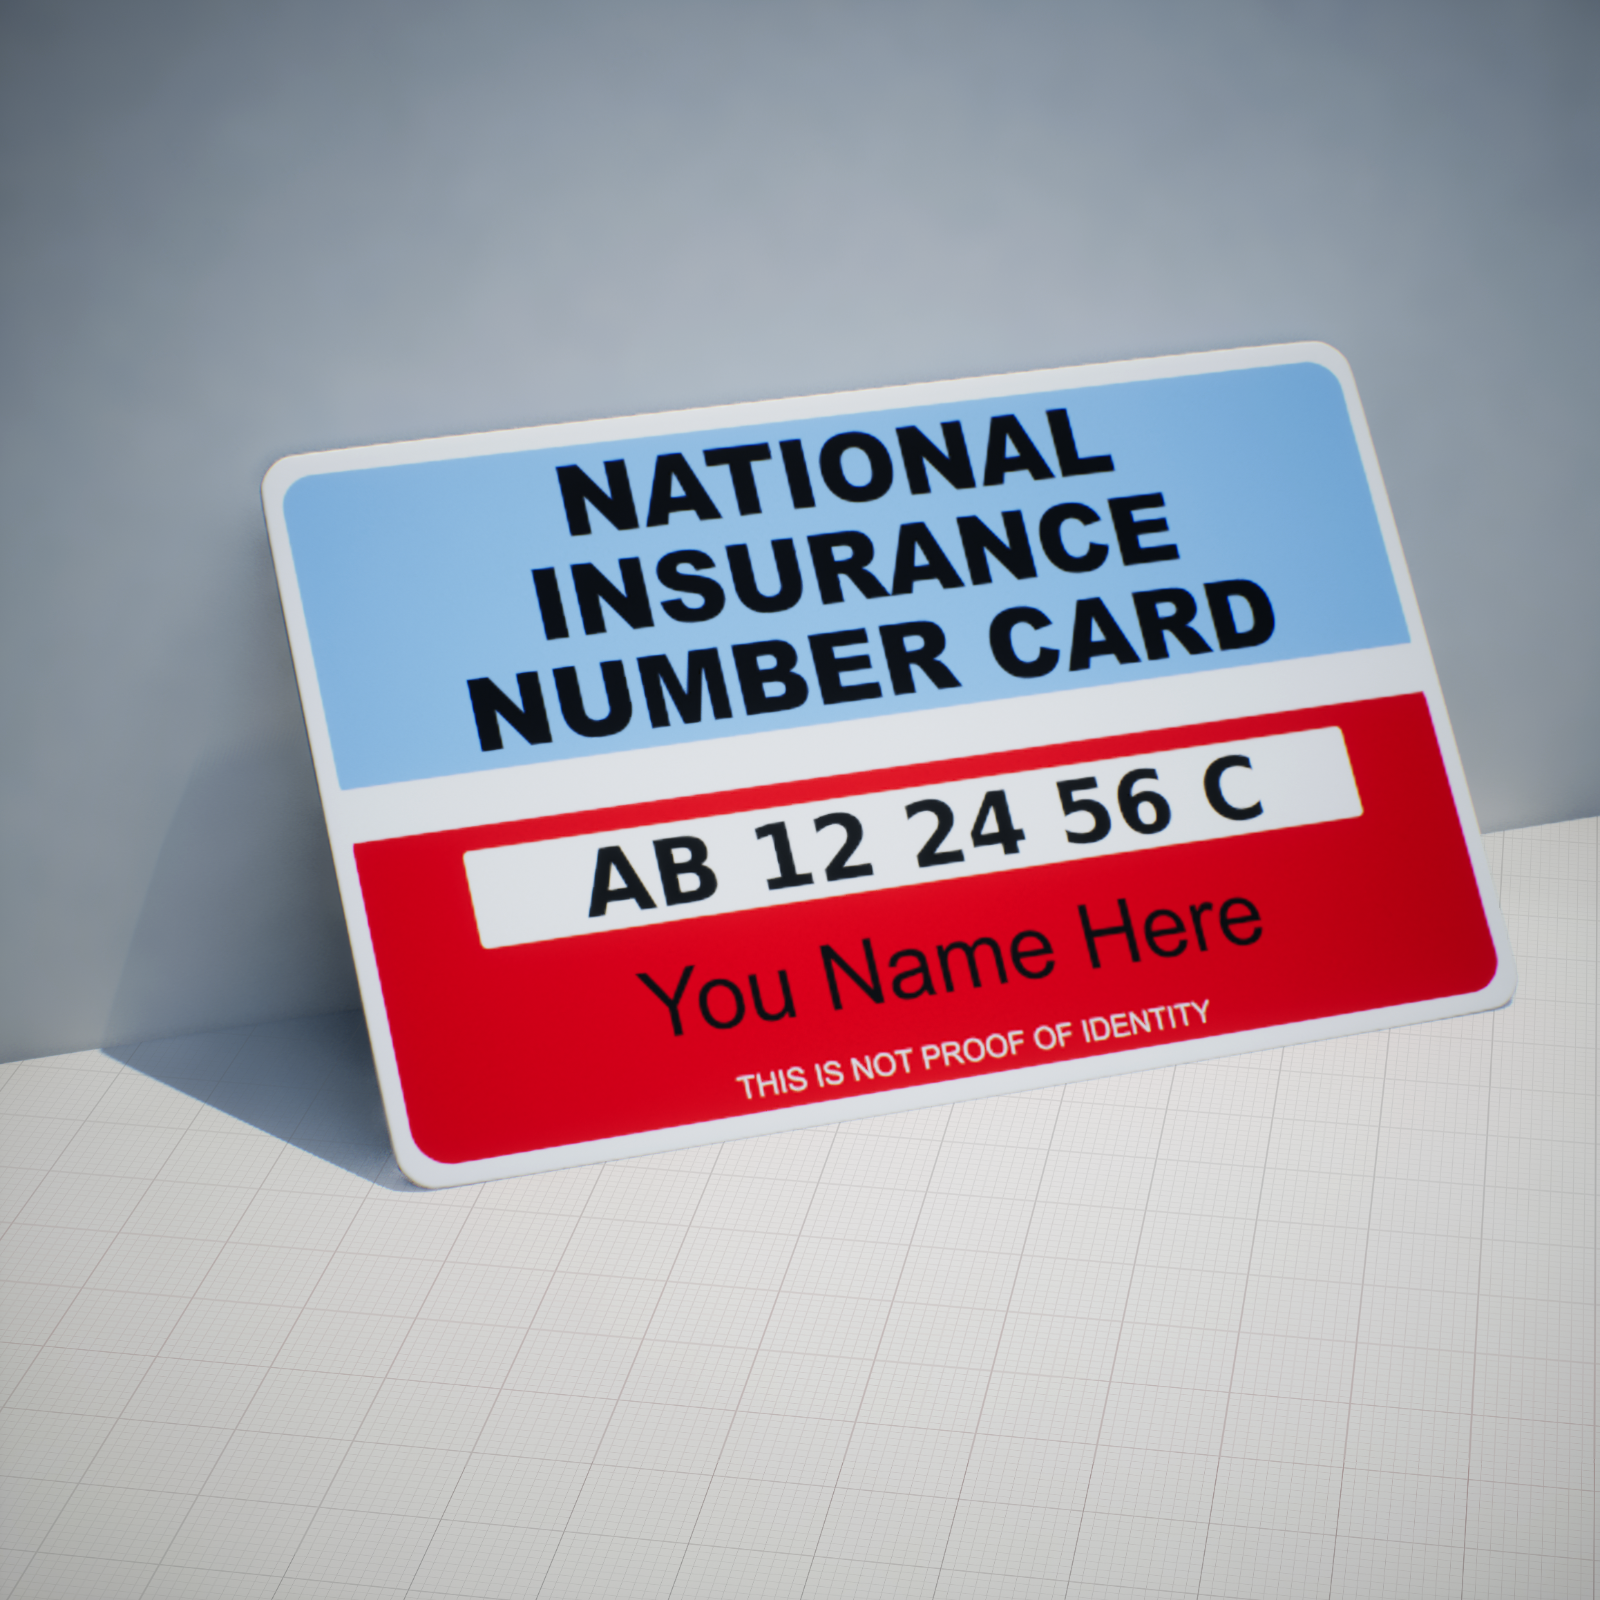 NATIONAL
INSURANCE
NUMBER CARD
AB 12 24 56 C
You Name Here
THIS IS NOT PROOF OF IDENTITY